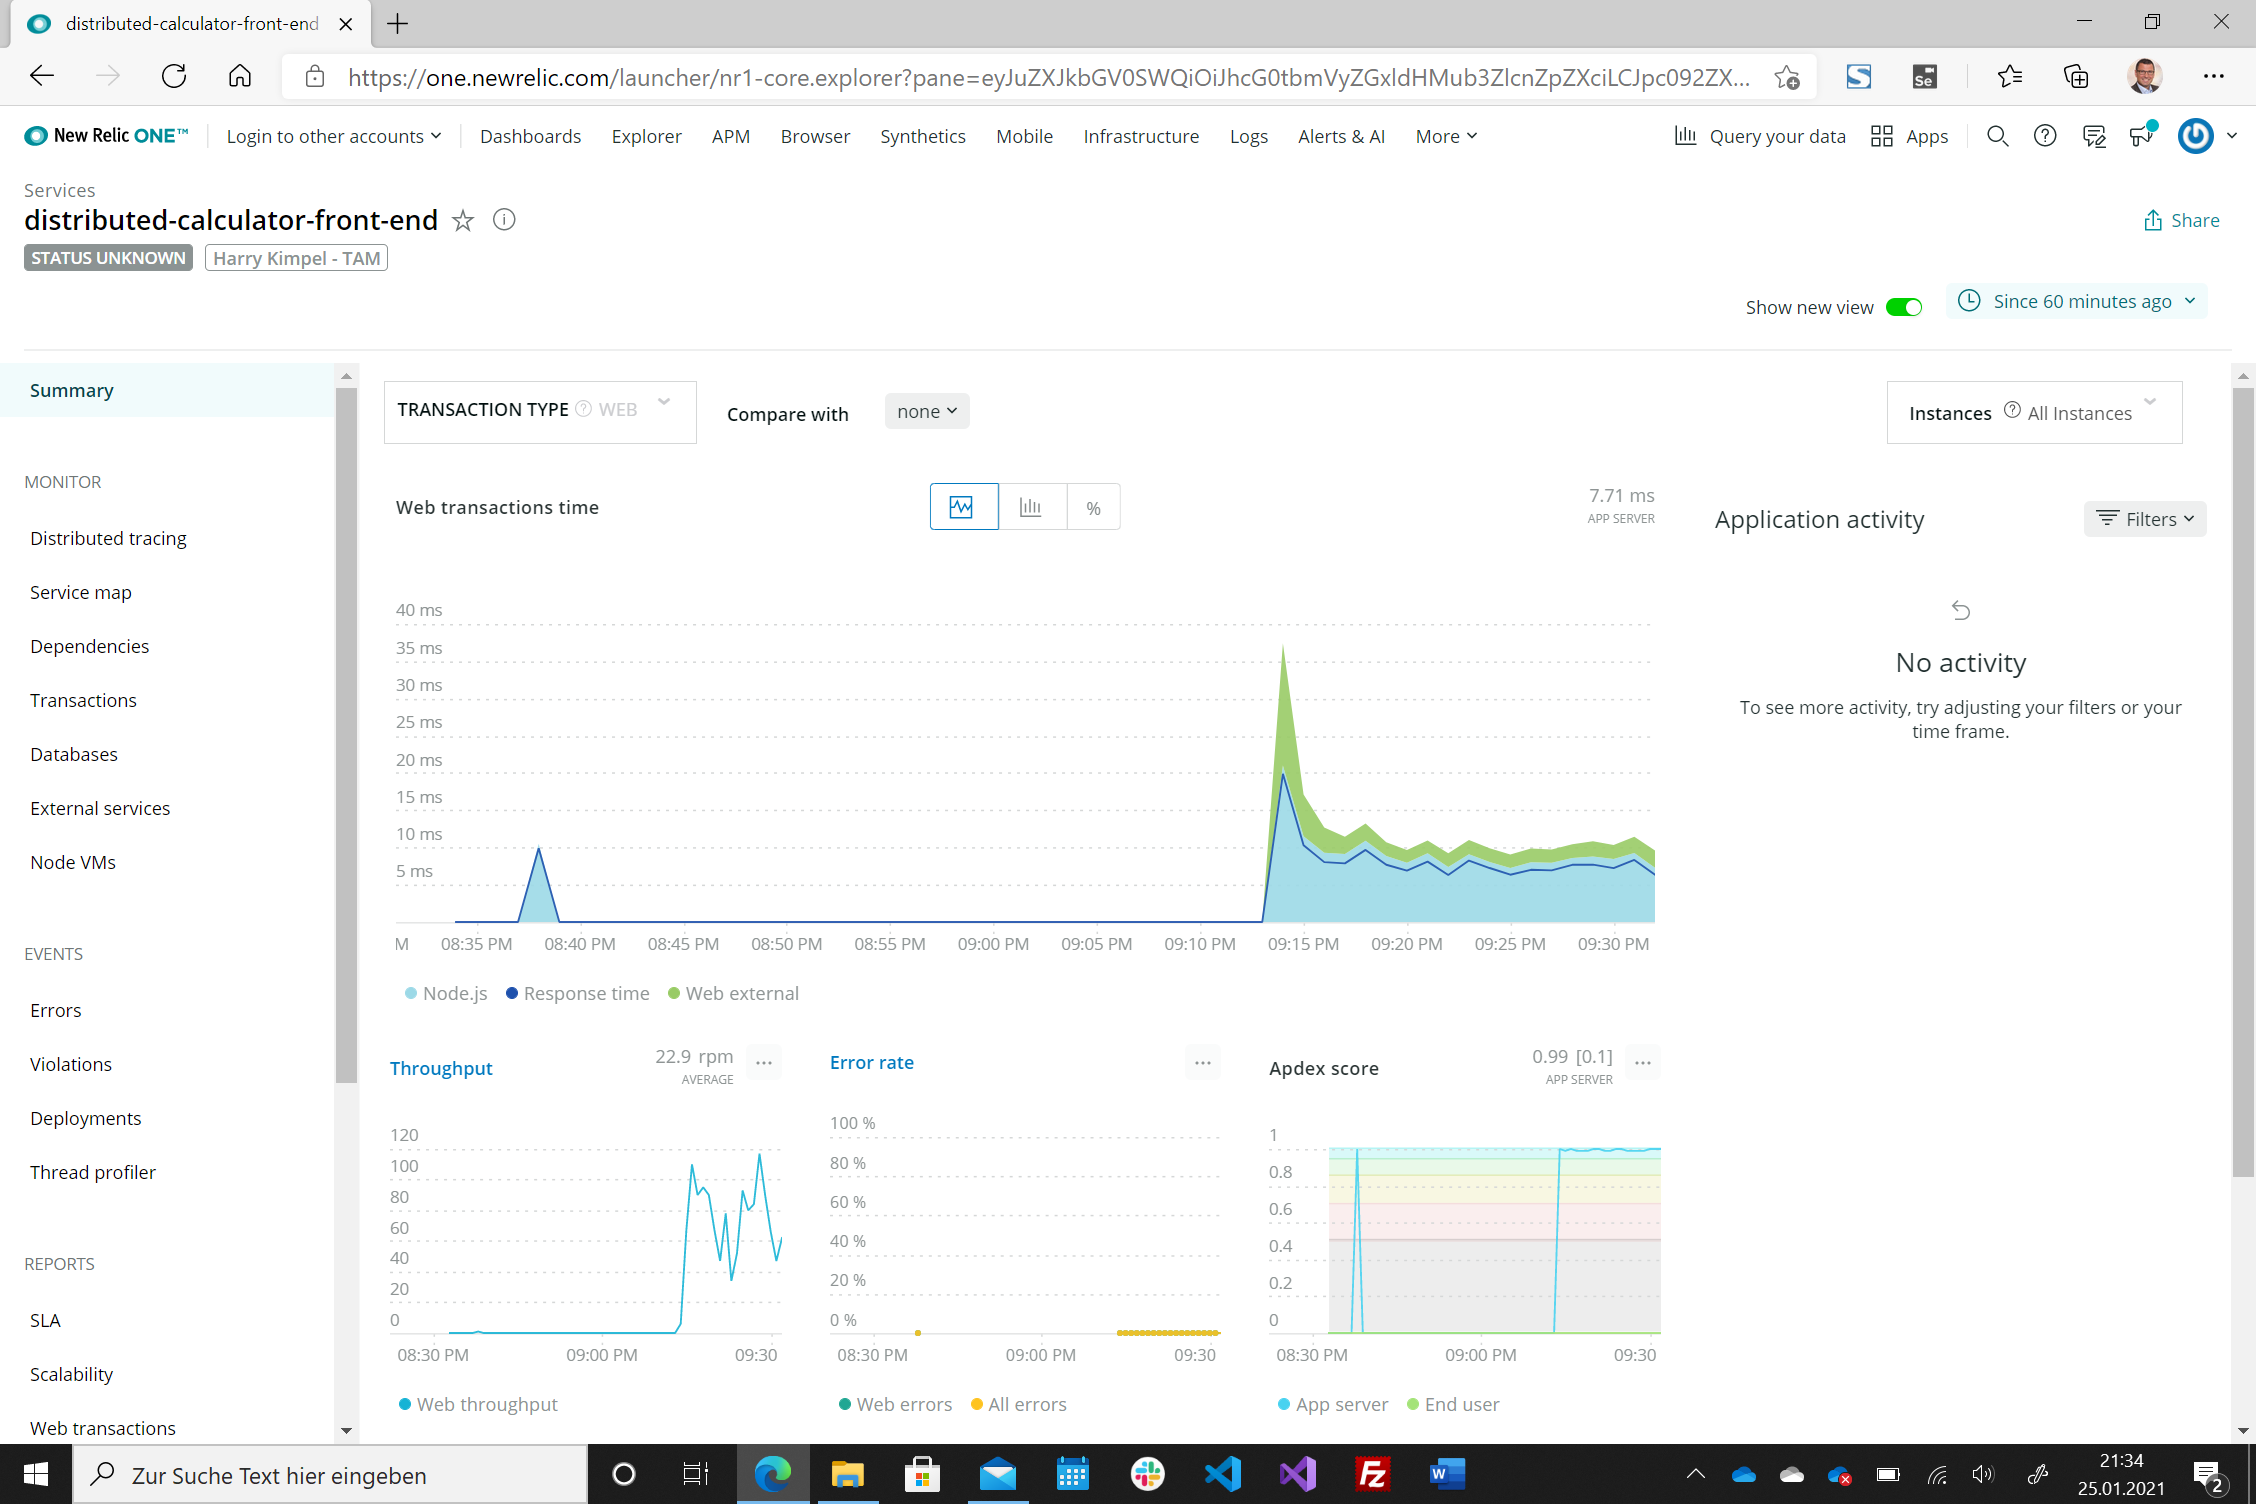 distributed-calculator-front-end
https://one.newrelic.com/launcher/nr1-core.explorer?pane=eyJuZXJkbGV0SWQiOiJhcG0tbmVyZGxldHMub3ZlcnZpZXciLCJpc092ZX...
New Relic ONE™ Login to other accounts Dashboards Explorer APM Browser Synthetics Mobile Infrastructure Logs Alerts & AI More Query your data Apps
Services
distributed-calculator-front-end
Share
STATUS UNKNOWN Harry Kimpel - TAM
Show new view Since 60 minutes ago
Summary
MONITOR
Distributed tracing
Service map
Dependencies
Transactions
Databases
External services
Node VMs
EVENTS
Errors
Violations
Deployments
Thread profiler
REPORTS
SLA
Scalability
Web transactions
TRANSACTION TYPE ? WEB Compare with none
Instances ? All Instances
Web transactions time % 7.71 ms
APP SERVER
40 ms
35 ms
30 ms
25 ms
20 ms
15 ms
10 ms
5 ms
M 08:35 PM 08:40 PM 08:45 PM 08:50 PM 08:55 PM 09:00 PM 09:05 PM 09:10 PM 09:15 PM 09:20 PM 09:25 PM 09:30 PM
Node.js Response time Web external
Application activity Filters
No activity
To see more activity, try adjusting your filters or your
time frame.
Throughput 22.9 rpm ...
AVERAGE
120
100
80
60
40
20
0
08:30 PM 09:00 PM 09:30
Web throughput
Error rate ...
100 %
80 %
60 %
40 %
20 %
0 %
08:30 PM 09:00 PM 09:30
Web errors All errors
Apdex score 0.99 [0.1] ...
APP SERVER
1
0.8
0.6
0.4
0.2
0
08:30 PM 09:00 PM 09:30
App server End user
Zur Suche Text hier eingeben
21:34
25.01.2021
2